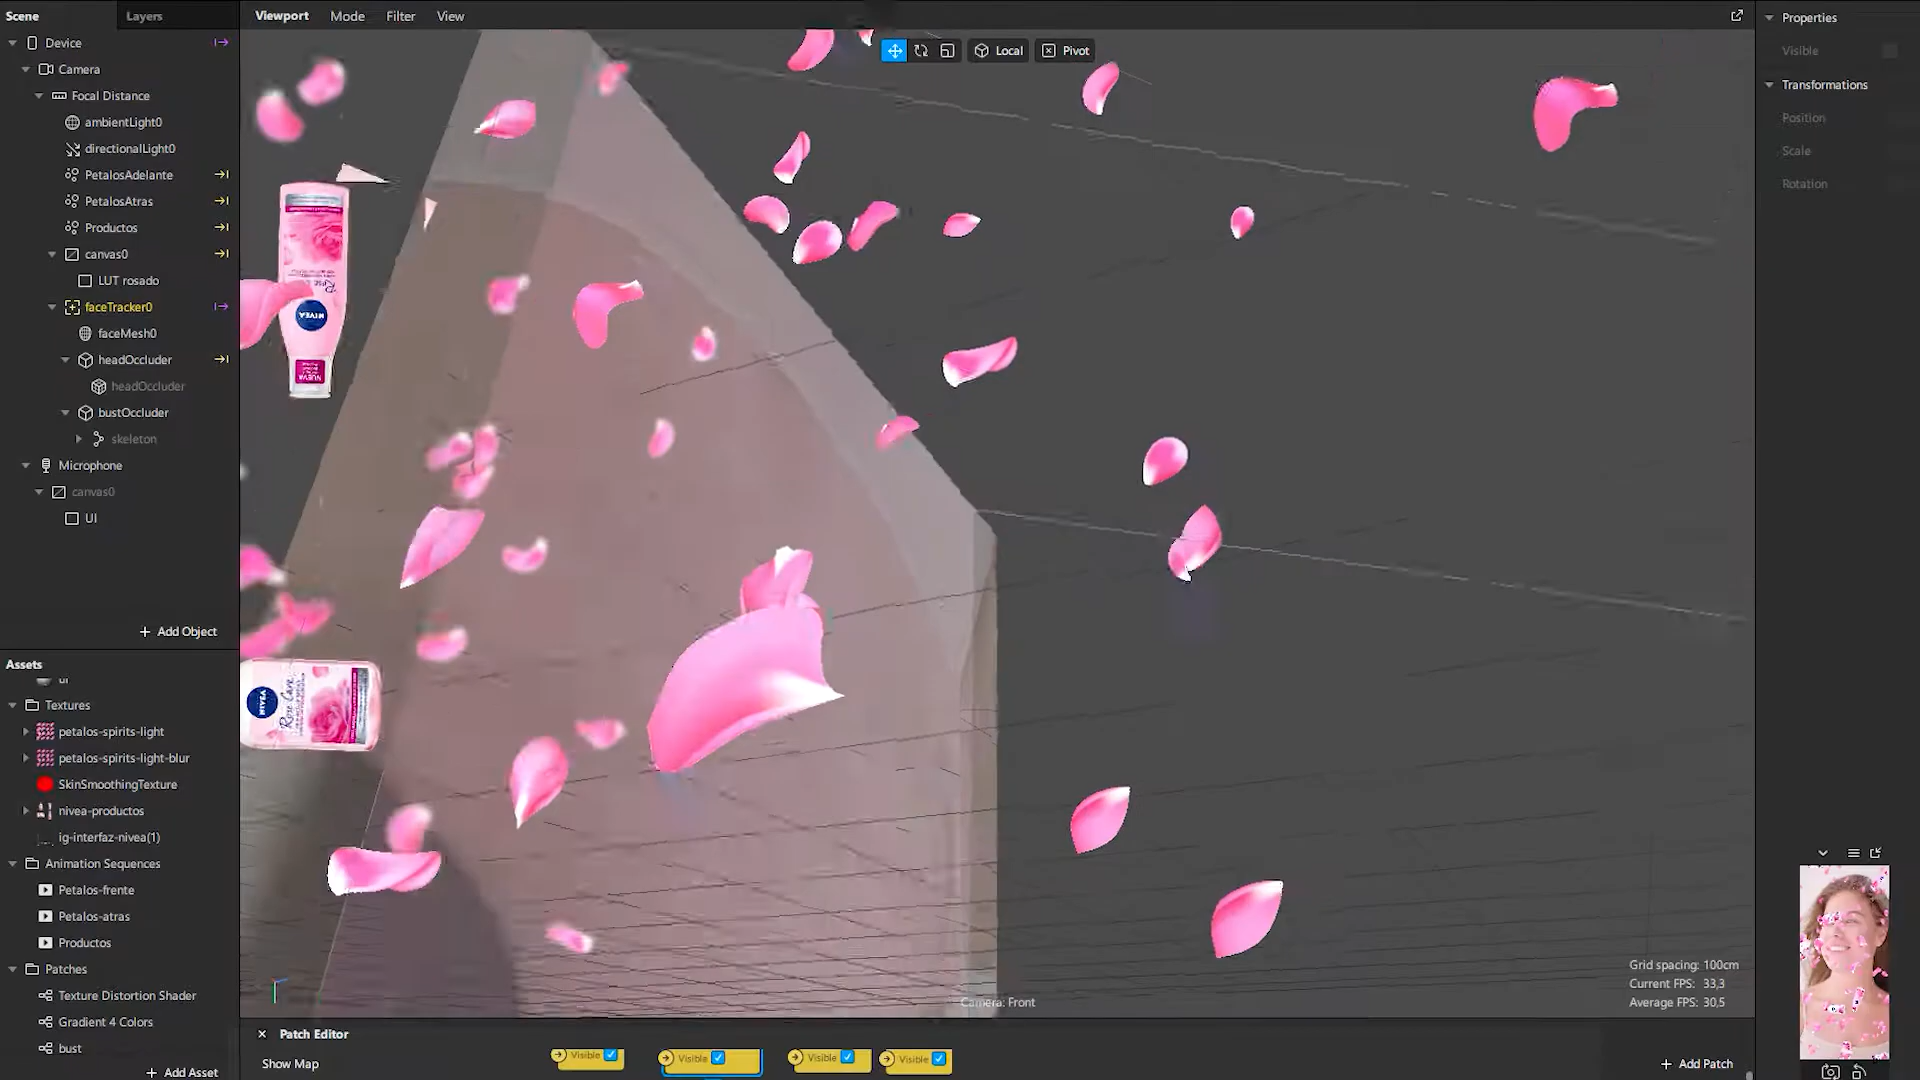 Scene
Layers
Device
Camera
Focal Distance
ambientLight0
directionalLight0
PetalosAdelante
PetalosAtras
Productos
canvas0
LUT rosado
faceTracker0
faceMesh0
headOccluder
headOccluder
bustOccluder
skeleton
Microphone
canvas0
UI
+ Add Object
Assets
Textures
petalos-spirits-light
petalos-spirits-light-blur
SkinSmoothingTexture
nivea-productos
ig-interfaz-nivea(1)
Animation Sequences
Petalos-frente
Petalos-atras
Productos
Patches
Texture Distortion Shader
Gradient 4 Colors
bust
+ Add Asset
Viewport Mode Filter View
Local
Pivot
Rose
NIVEA
NUEVA
NIVEA
Rose Care
Camera: Front
Grid spacing: 100cm
Current FPS: 33,3
Average FPS: 30,5
Patch Editor
Show Map
Visible
Visible
Visible
Visible
+ Add Patch
Properties
Visible
Transformations
Position
Scale
Rotation